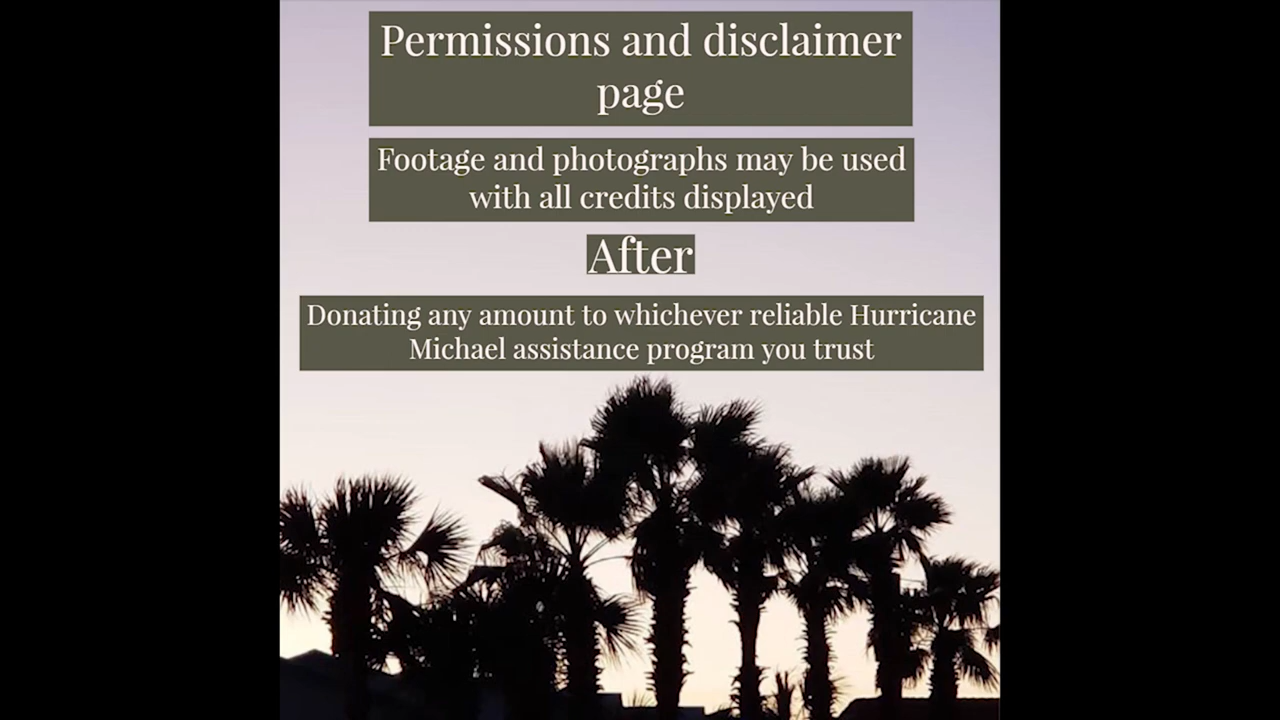 Permissions and disclaimer
page
Footage and photographs may be used
with all credits displayed
After
Donating any amount to whichever reliable Hurricane
Michael assistance program you trust